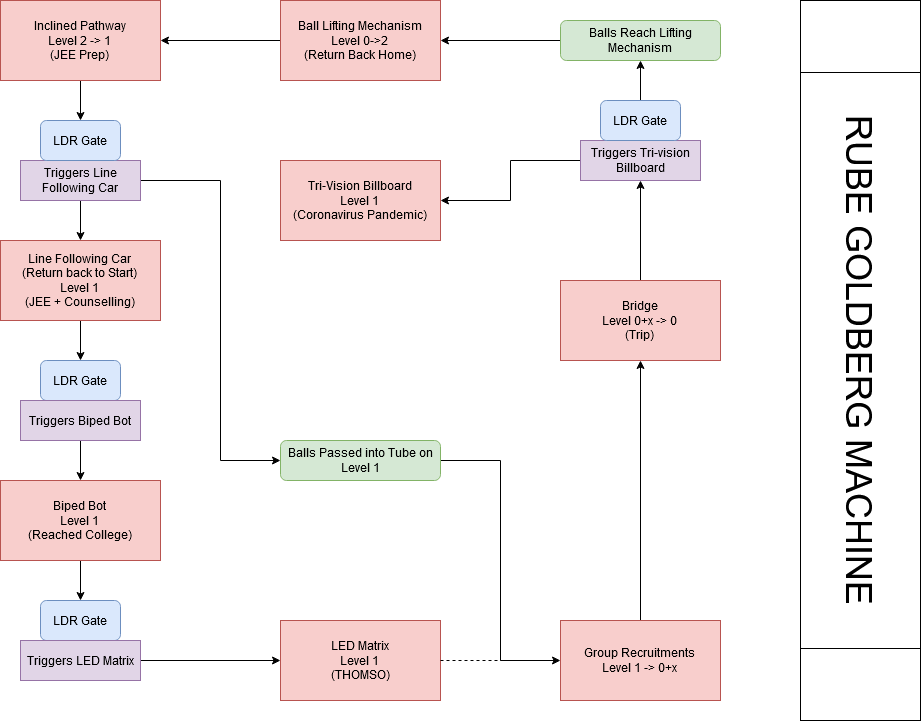 Inclined Pathway
Level 2 -> 1
(JEE Prep)
Ball Lifting Mechanism
Level 0->2
(Return Back Home)
Balls Reach Lifting
Mechanism
LDR Gate
Triggers Line
Following Car
LDR Gate
Triggers Tri-vision
Billboard
Tri-Vision Billboard
Level 1
(Coronavirus Pandemic)
Line Following Car
(Return back to Start)
Level 1
(JEE + Counselling)
Bridge
Level 0+x -> 0
(Trip)
LDR Gate
Triggers Biped Bot
Balls Passed into Tube on
Level 1
Biped Bot
Level 1
(Reached College)
LDR Gate
Triggers LED Matrix
LED Matrix
Level 1
(THOMSO)
Group Recruitments
Level 1 -> 0+x
RUBE GOLDBERG MACHINE